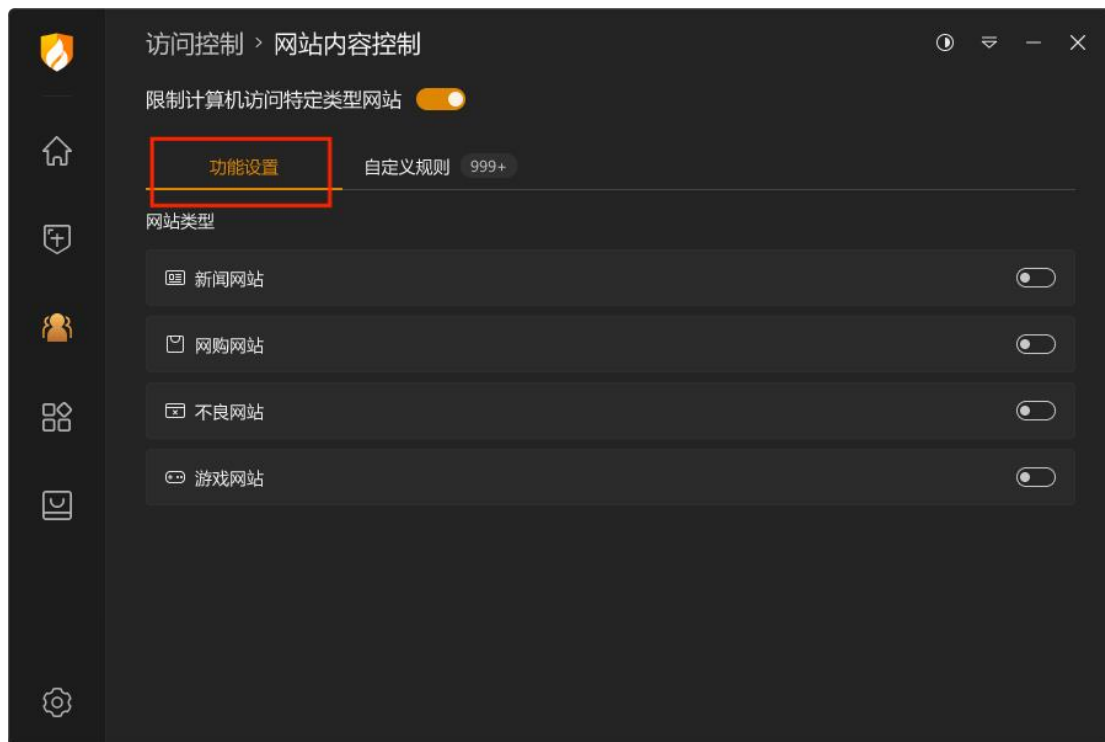 访问控制 > 网站内容控制
限制计算机访问特定类型网站
功能设置 自定义规则 999+
网站类型
新闻网站
网购网站
不良网站
游戏网站